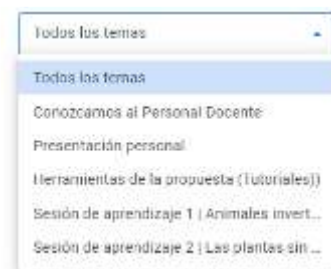 Todos los temas
Todos los temas
Conozcamos al Personal Docente
Presentación personal
Herramientas de la propuesta (Tutoriales))
Sesión de aprendizaje 1 | Animales invert...
Sesión de aprendizaje 2 | Las plantas sin ...